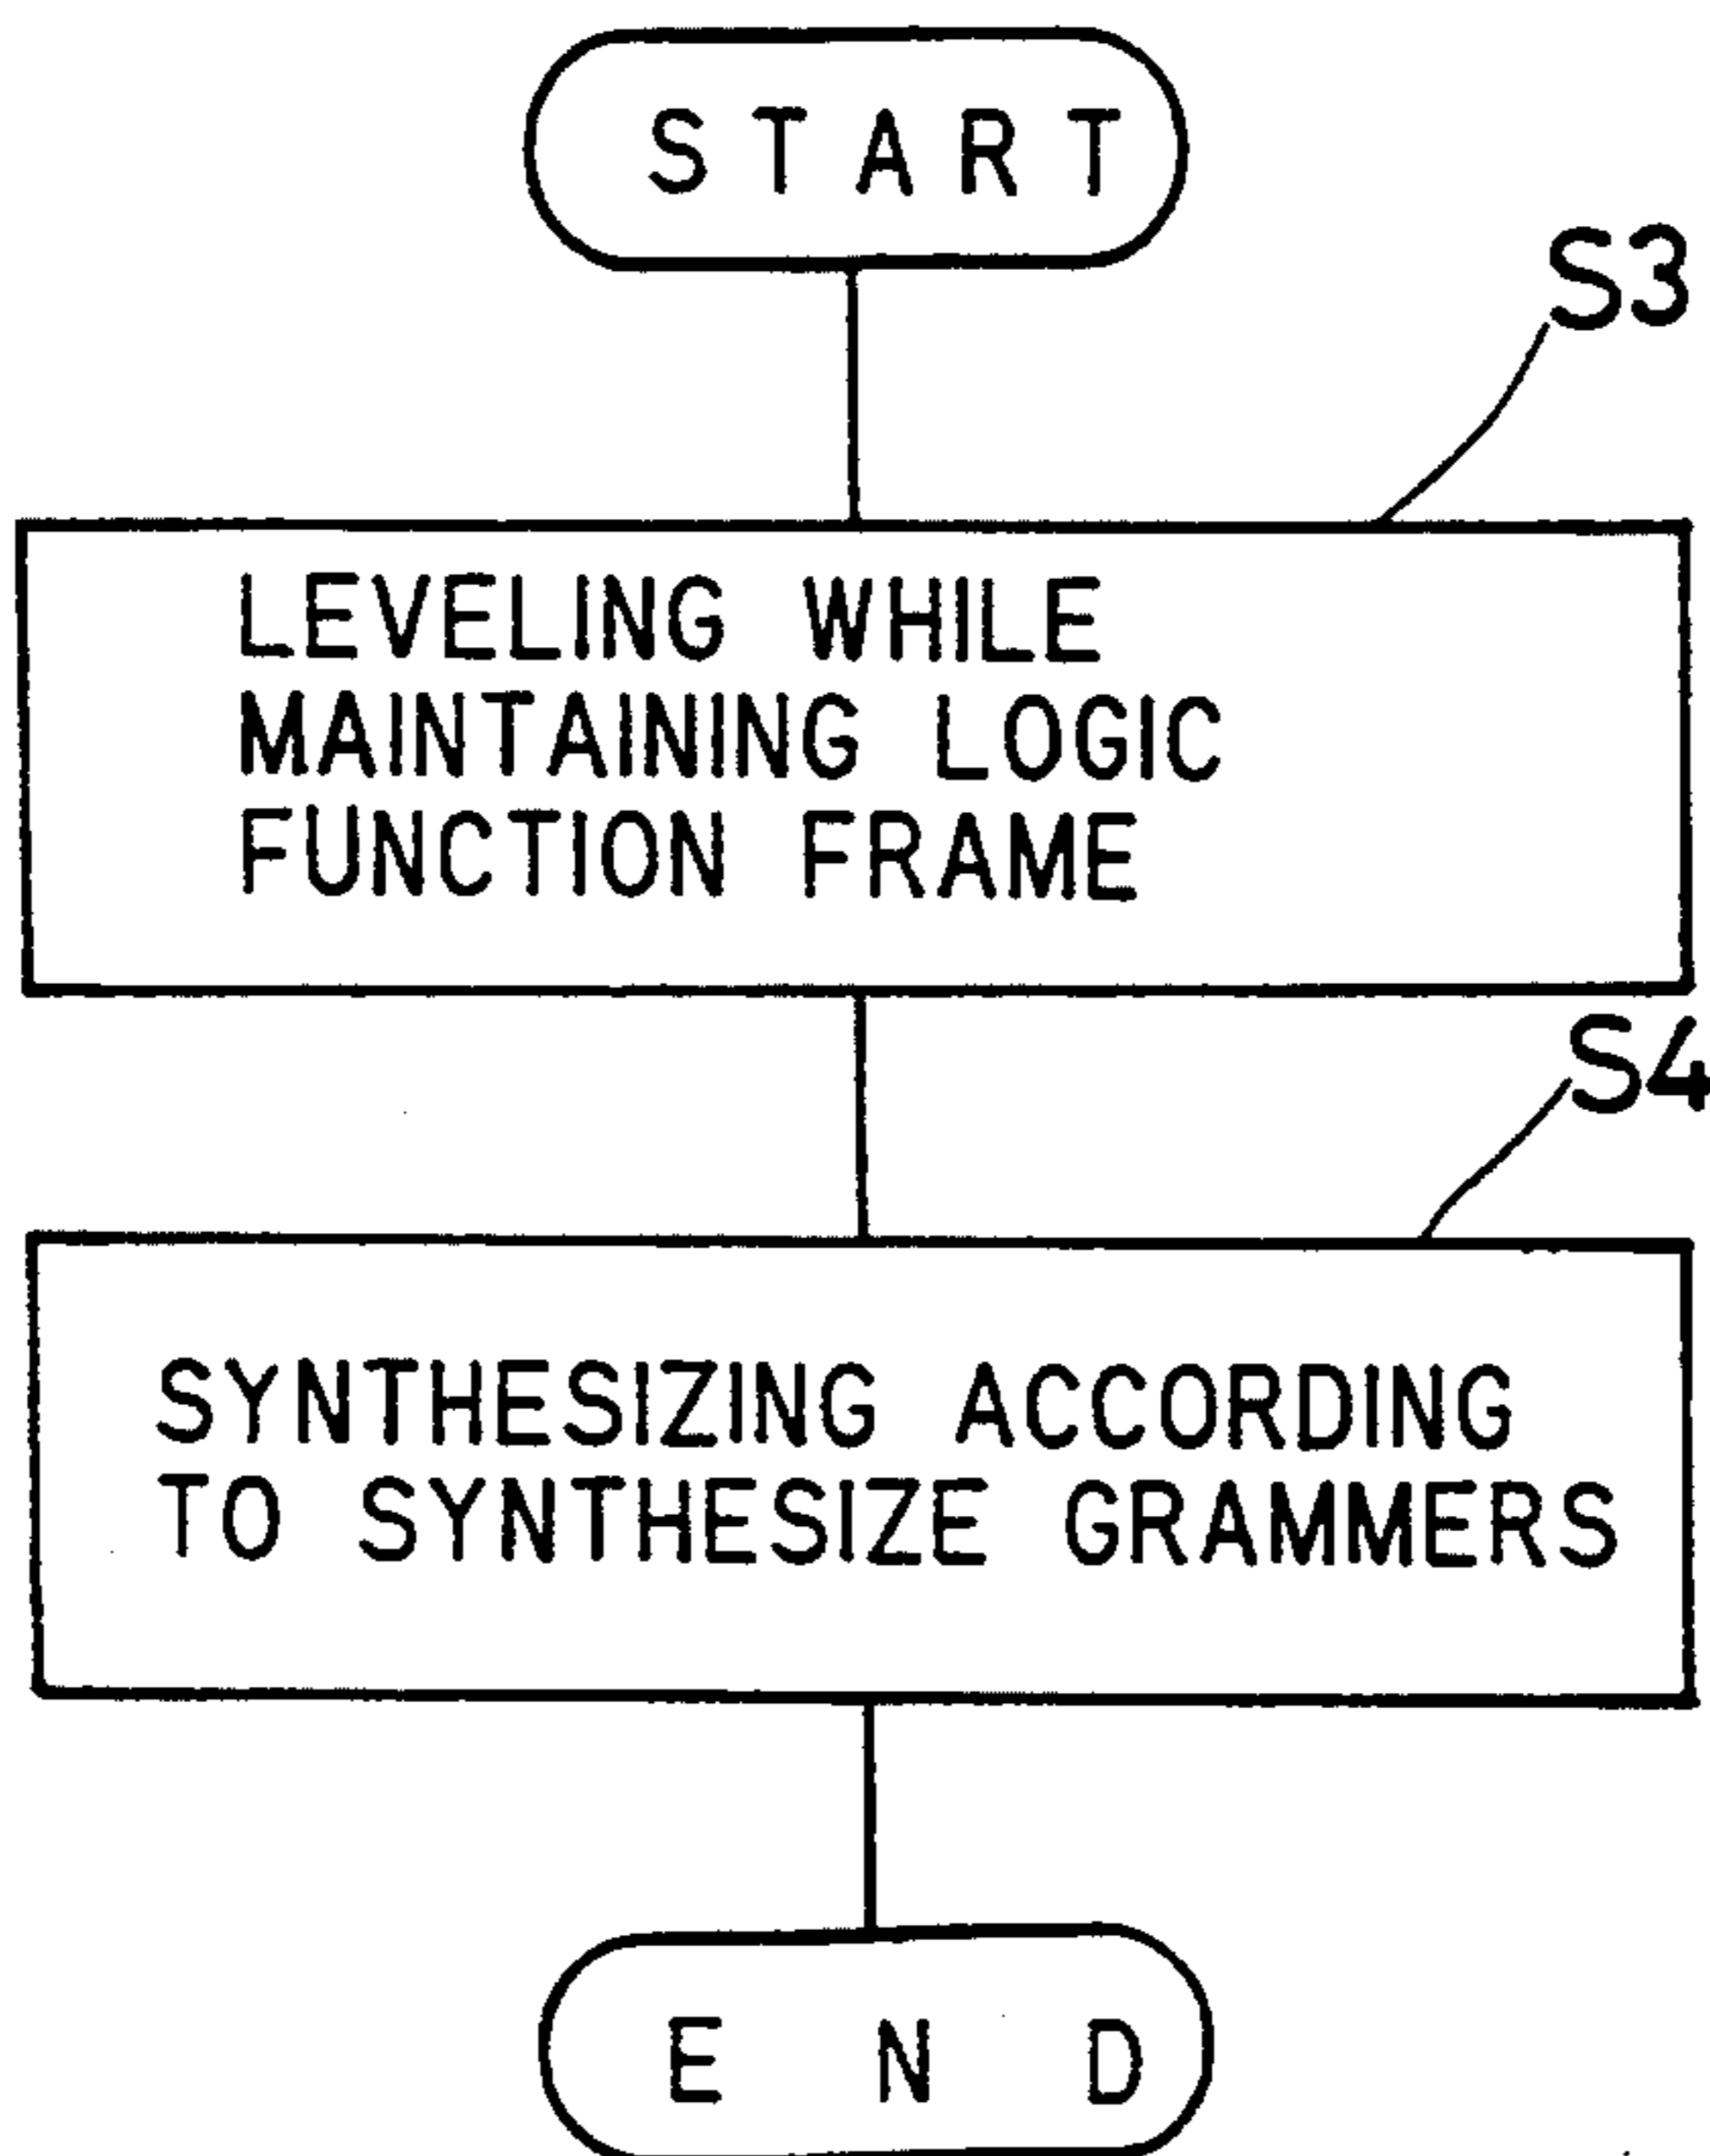 START
S3
LEVELING WHILE
MAINTAINING LOGIC
FUNCTION FRAME
S4
SYNTHESIZING ACCORDING
TO SYNTHESIZE GRAMMERS
END